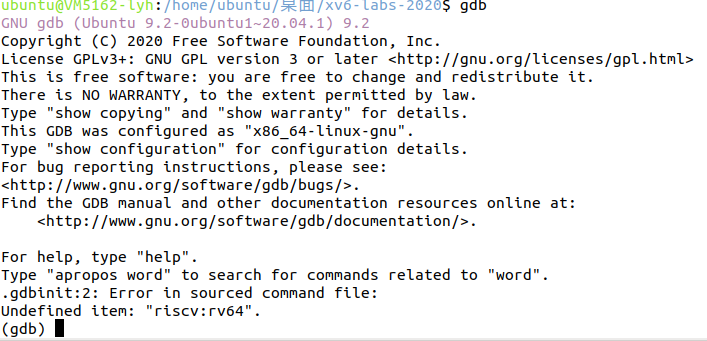 ubuntu@VM5162-lyh:/home/ubuntu/桌面/xv6-labs-2020$ gdb
GNU gdb (Ubuntu 9.2-0ubuntu1~20.04.1) 9.2
Copyright (C) 2020 Free Software Foundation, Inc.
License GPLv3+: GNU GPL version 3 or later <http://gnu.org/licenses/gpl.html>
This is free software: you are free to change and redistribute it.
There is NO WARRANTY, to the extent permitted by law.
Type "show copying" and "show warranty" for details.
This GDB was configured as "x86_64-linux-gnu".
Type "show configuration" for configuration details.
For bug reporting instructions, please see:
<http://www.gnu.org/software/gdb/bugs/>.
Find the GDB manual and other documentation resources online at:
    <http://www.gnu.org/software/gdb/documentation/>.

For help, type "help".
Type "apropos word" to search for commands related to "word".
.gdbinit:2: Error in sourced command file:
Undefined item: "riscv:rv64".
(gdb)